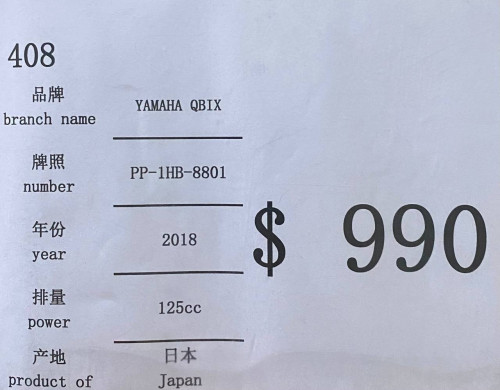 408
品牌
branch name
YAMAHA QBIX
牌照
number
PP-1HB-8801
年份
year
2018
$ 990
排量
power
125cc
产地
product of
日本
Japan